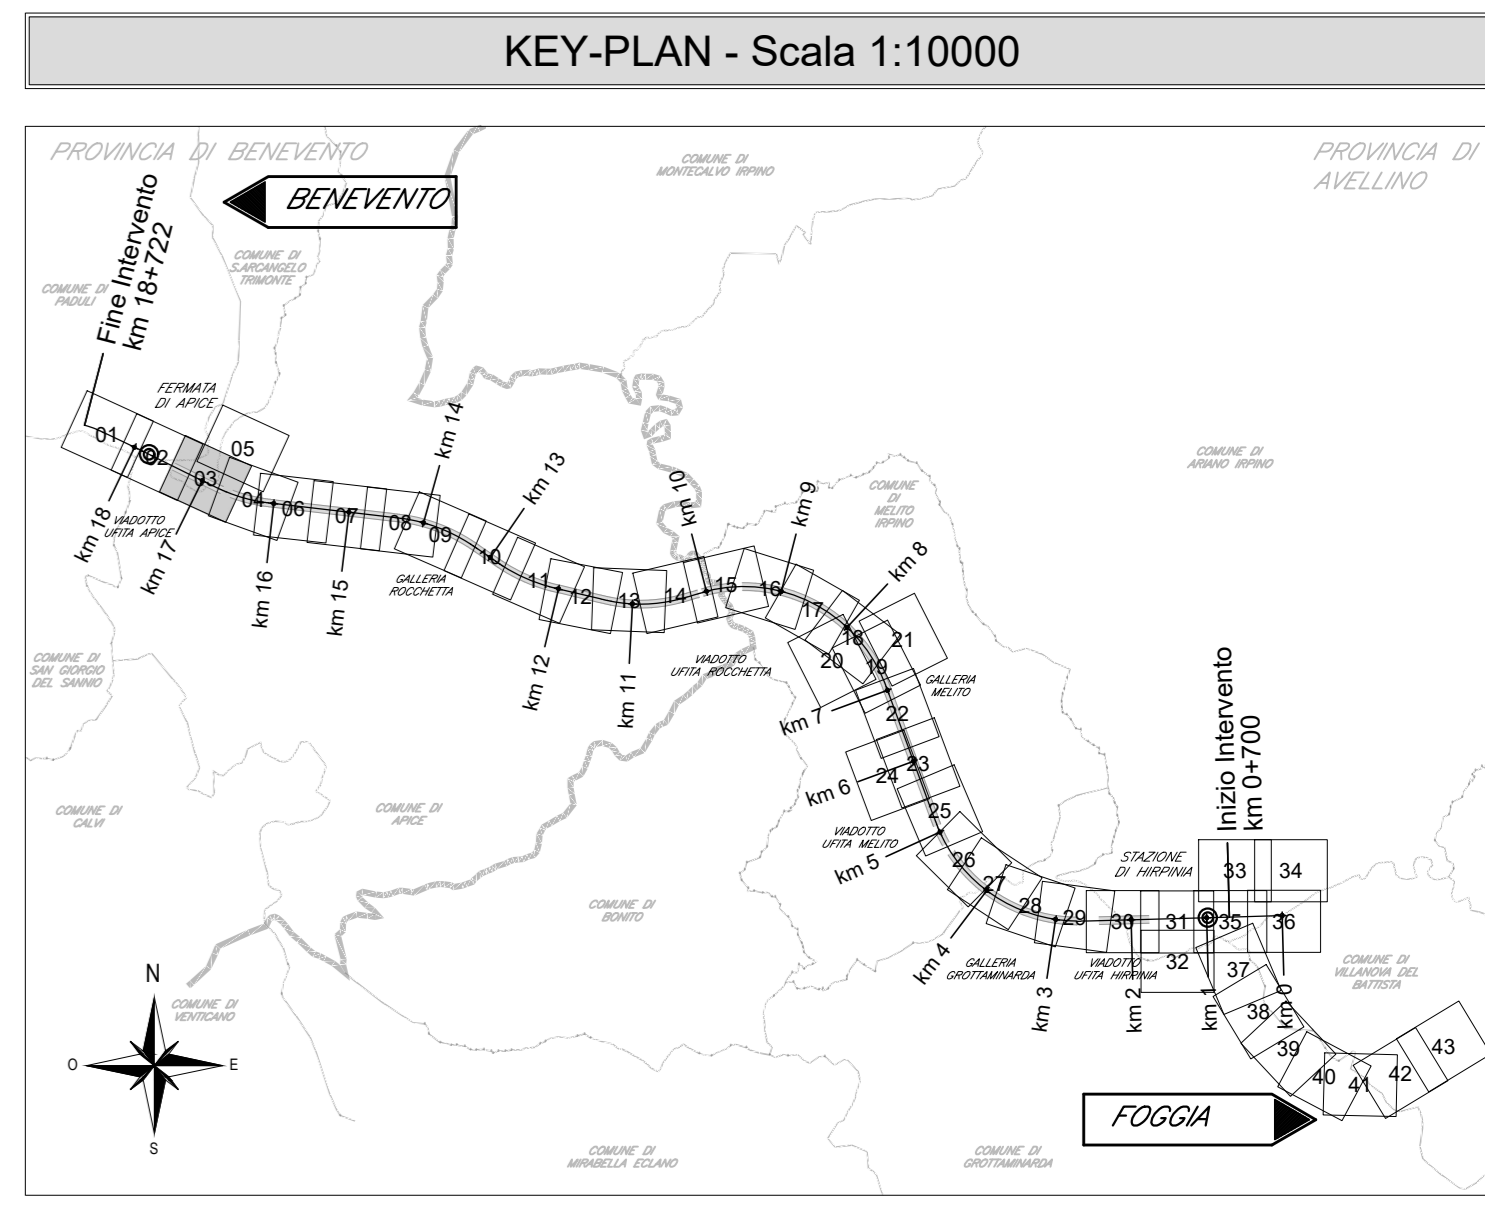 KEY-PLAN - Scala 1:10000
PROVINCIA DI BENEVENTO
COMUNE DI
MONTECALVO IRPINO
PROVINCIA DI
AVELLINO
BENEVENTO
Fine Intervento
km 18+722
COMUNE DI
S.ARCANGELO
TRIMONTE
COMUNE DI
PADULI
FERMATA
DI APICE
01
02
03
04
05
06
07
08
09
10
11
12
13
14
15
16
17
18
19
20
21
22
23
24
25
26
27
28
29
30
31
32
33
34
35
36
37
38
39
40
41
42
43
km 18
km 17
km 16
km 15
km 14
km 13
km 12
km 11
km 10
km 9
km 8
km 7
km 6
km 5
km 4
km 3
km 2
km 1
km 0
VIADOTTO
UFITA APICE
GALLERIA
ROCCHETTA
COMUNE
DI
MELITO
IRPINO
COMUNE DI
ARIANO IRPINO
COMUNE DI
SAN GIORGIO
DEL SANNIO
VIADOTTO
UFITA ROCCHETTA
GALLERIA
MELITO
Inizio Intervento
km 0+700
COMUNE DI
CALVI
COMUNE DI
APICE
VIADOTTO
UFITA MELITO
STAZIONE
DI HIRPINIA
COMUNE DI
BONITO
GALLERIA
GROTTAMINARDA
VIADOTTO
UFITA HIRPINIA
COMUNE DI
VILLANOVA DEL
BATTISTA
COMUNE DI
VENTICANO
N
O
E
S
FOGGIA
COMUNE DI
MIRABELLA ECLANO
COMUNE DI
GROTTAMINARDA